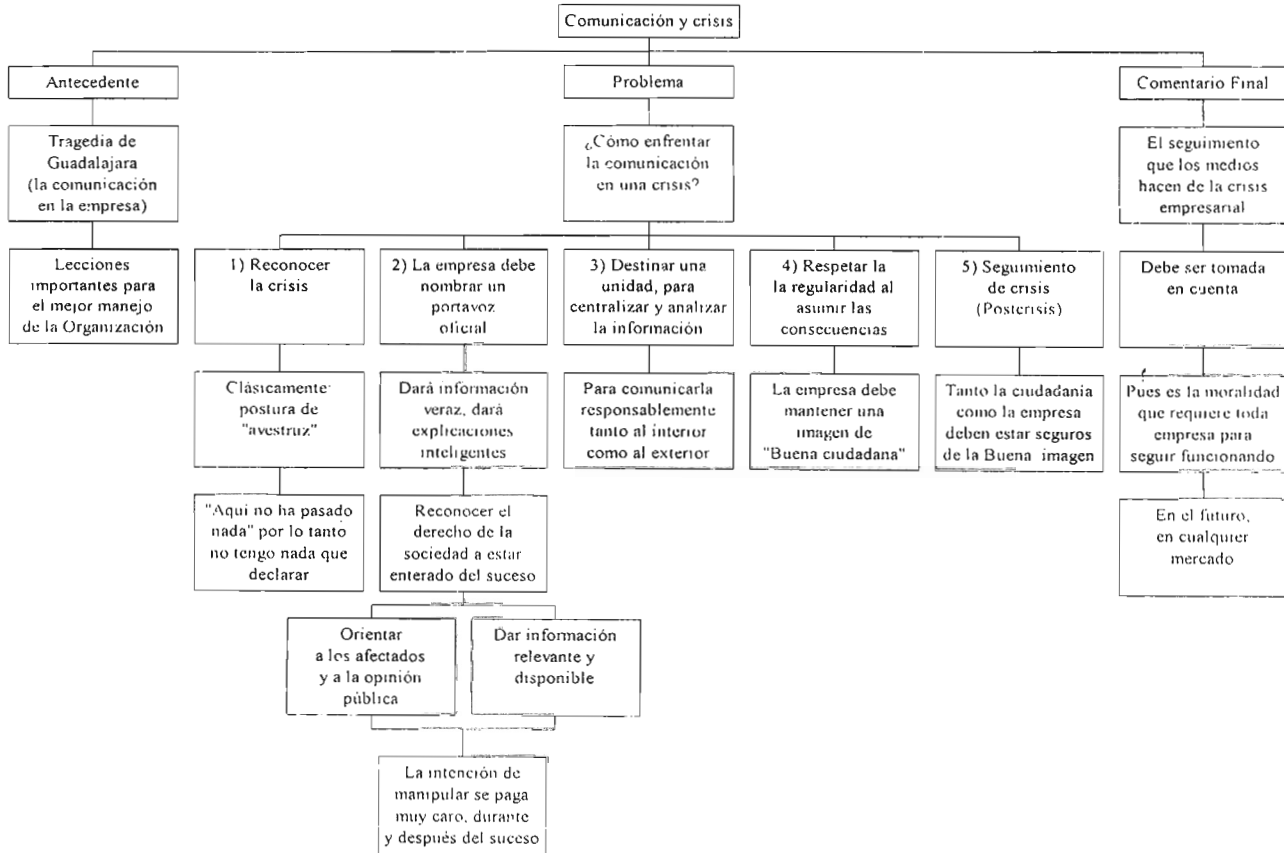 Comunicación y crisis
Antecedente
Problema
Comentario Final
Tragedia de
Guadalajara
(la comunicación
en la empresa)
¿Cómo enfrentar
la comunicación
en una crisis?
El seguimiento
que los medios
hacen de la crisis
empresarial
Lecciones
importantes para
el mejor manejo
de la Organización
1) Reconocer
la crisis
2) La empresa debe
nombrar un
portavoz
oficial
3) Destinar una
unidad, para
centralizar y analizar
la información
4) Respetar la
la regularidad al
asumir las
consecuencias
5) Seguimiento
de crisis
(Postcrisis)
Debe ser tomada
en cuenta
Clásicamente
postura de
"avestruz"
Dará información
veraz, dará
explicaciones
inteligentes
Para comunicarla
responsablemente
tanto al interior
como al exterior
La empresa debe
mantener una
imagen de
"Buena ciudadana"
Tanto la ciudadanía
como la empresa
deben estar seguros
de la Buena imagen
Pues es la moralidad
que requiere toda
empresa para
seguir funcionando
"Aquí no ha pasado
nada" por lo tanto
no tengo nada que
declarar
Reconocer el
derecho de la
sociedad a estar
enterado del suceso
En el futuro,
en cualquier
mercado
Orientar
a los afectados
y a la opinión
pública
Dar información
relevante y
disponible
La intención de
manipular se paga
muy caro, durante
y después del suceso